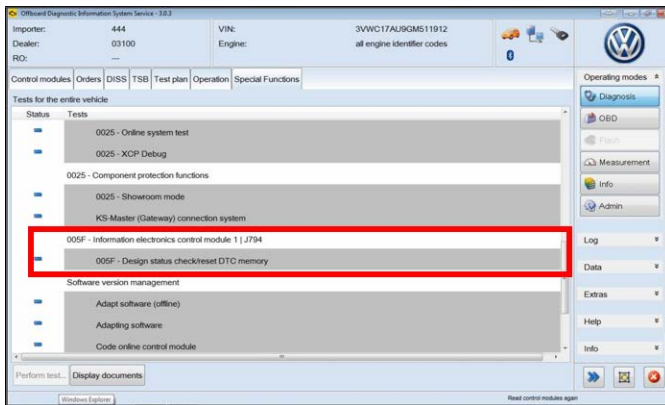 Offboard Diagnostic Information System Service - 3.0.3
Importer: 444 VIN: 3VWC17AU9GM511912
Dealer: 03100 Engine: all engine identifier codes
RO: ---
Control modules Orders DISS TSB Test plan Operation Special Functions
Operating modes
Tests for the entire vehicle
Status Tests
0025 - Online system test
0025 - XCP Debug
0025 - Component protection functions
0025 - Showroom mode
KS-Master (Gateway) connection system
005F - Information electronics control module 1 | J794
005F - Design status check/reset DTC memory
Software version management
Adapt software (offline)
Adapting software
Code online control module
Perform test... Display documents
Diagnosis
OBD
Flash
Measurement
Info
Admin
Log
Data
Extras
Help
Info
Windows Explorer
Read control modules again